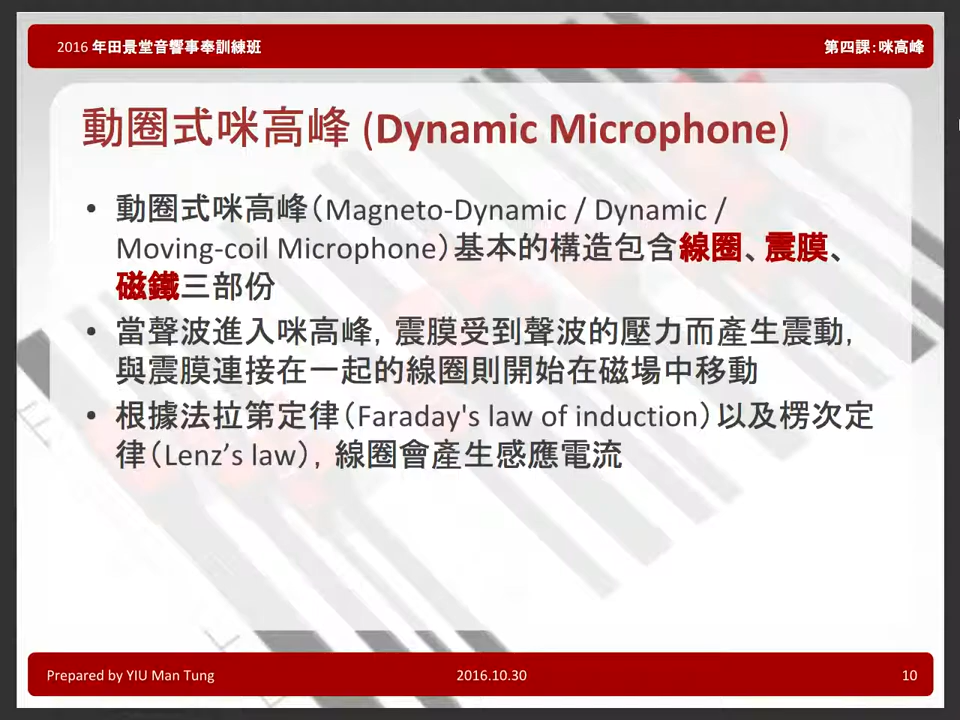 2016 年田景堂音響事奉訓練班
第四課：咪高峰
動圈式咪高峰 (Dynamic Microphone)
• 動圈式咪高峰（Magneto-Dynamic / Dynamic /
Moving-coil Microphone）基本的構造包含線圈、震膜、
磁鐵三部份
• 當聲波進入咪高峰，震膜受到聲波的壓力而產生震動，
與震膜連接在一起的線圈則開始在磁場中移動
• 根據法拉第定律（Faraday's law of induction）以及楞次定
律（Lenz’s law），線圈會產生感應電流
Prepared by YIU Man Tung
2016.10.30
10